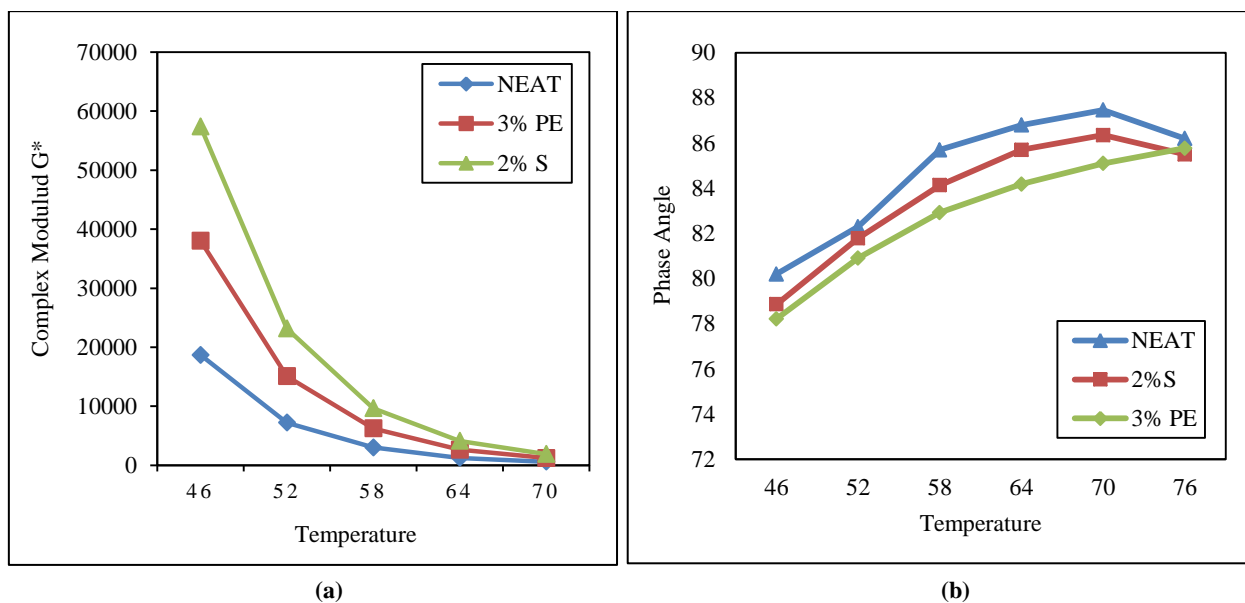 70000
60000
50000
40000
30000
20000
10000
0
Complex Modulud G*
NEAT
3% PE
2% S
46 52 58 64 70
Temperature
(a)
90
88
86
84
82
80
78
76
74
72
Phase Angle
NEAT
2%S
3% PE
46 52 58 64 70 76
Temperature
(b)